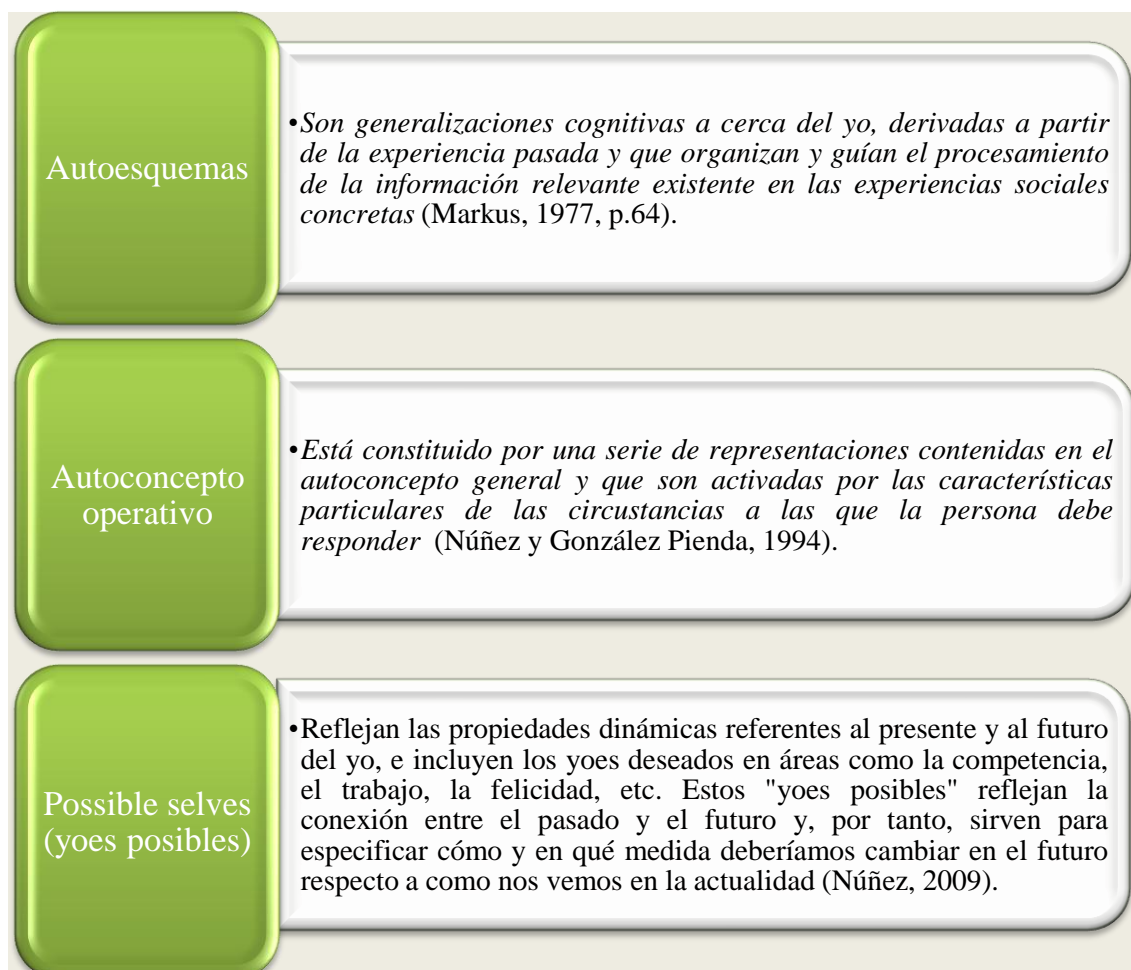 Autoesquemas
•Son generalizaciones cognitivas a cerca del yo, derivadas a partir
de la experiencia pasada y que organizan y guían el procesamiento
de la información relevante existente en las experiencias sociales
concretas (Markus, 1977, p.64).
Autoconcepto
operativo
•Está constituido por una serie de representaciones contenidas en el
autoconcepto general y que son activadas por las características
particulares de las circustancias a las que la persona debe
responder (Núñez y González Pienda, 1994).
Possible selves
(yoes posibles)
•Reflejan las propiedades dinámicas referentes al presente y al futuro
del yo, e incluyen los yoes deseados en áreas como la competencia,
el trabajo, la felicidad, etc. Estos "yoes posibles" reflejan la
conexión entre el pasado y el futuro y, por tanto, sirven para
especificar cómo y en qué medida deberíamos cambiar en el futuro
respecto a como nos vemos en la actualidad (Núñez, 2009).